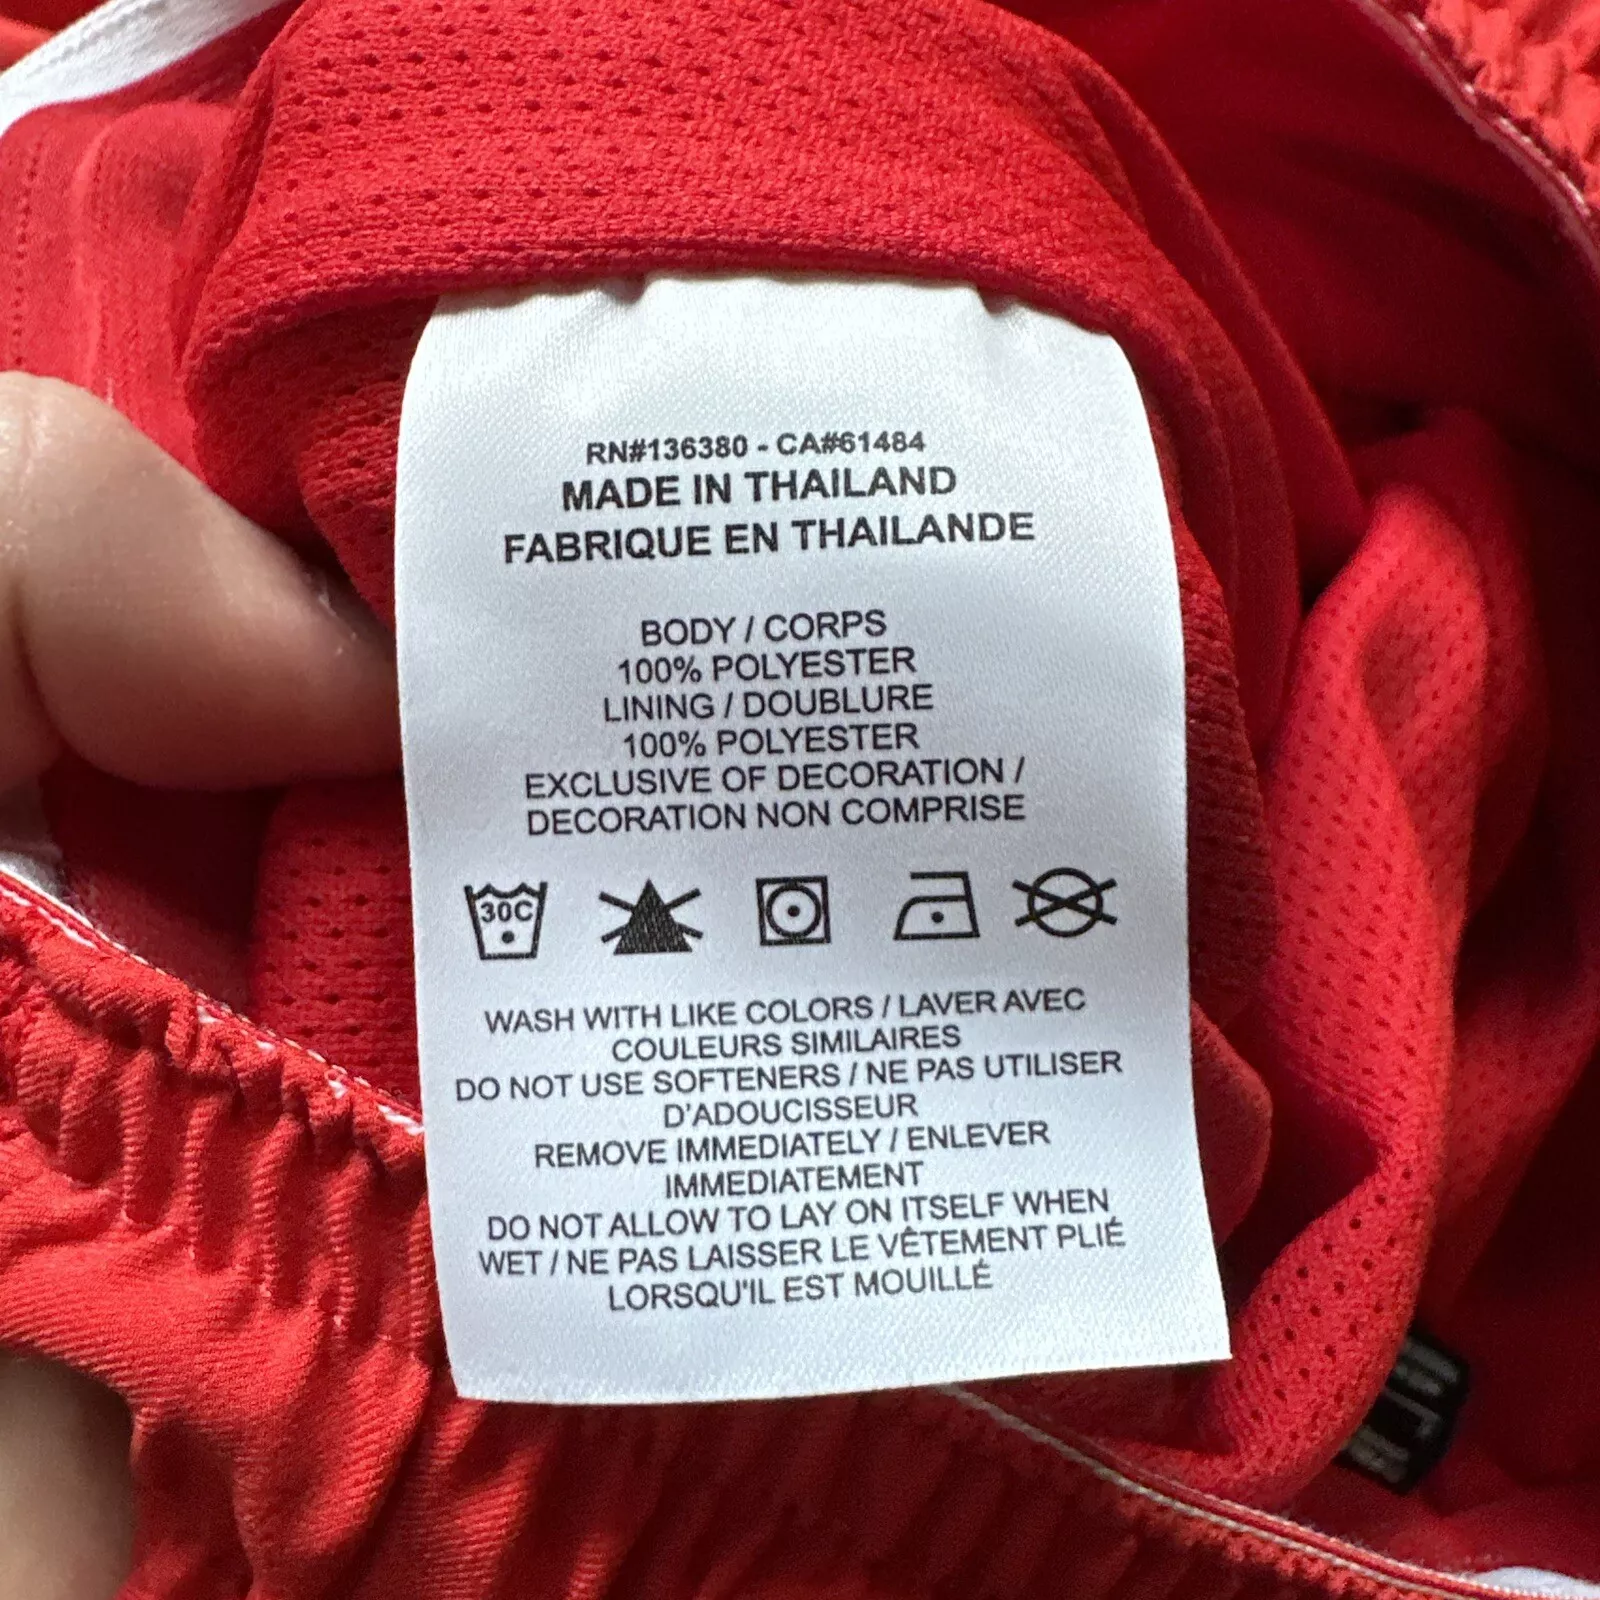 RN#136380 - CA#61484
MADE IN THAILAND
FABRIQUE EN THAILANDE
BODY / CORPS
100% POLYESTER
LINING / DOUBLURE
100% POLYESTER
EXCLUSIVE OF DECORATION /
DECORATION NON COMPRISE
30C
WASH WITH LIKE COLORS / LAVER AVEC
COULEURS SIMILAIRES
DO NOT USE SOFTENERS / NE PAS UTILISER
D'ADOUCISSEUR
REMOVE IMMEDIATELY / ENLEVER
IMMEDIATEMENT
DO NOT ALLOW TO LAY ON ITSELF WHEN
WET / NE PAS LAISSER LE VÊTEMENT PLIÉ
LORSQU'IL EST MOUILLÉ